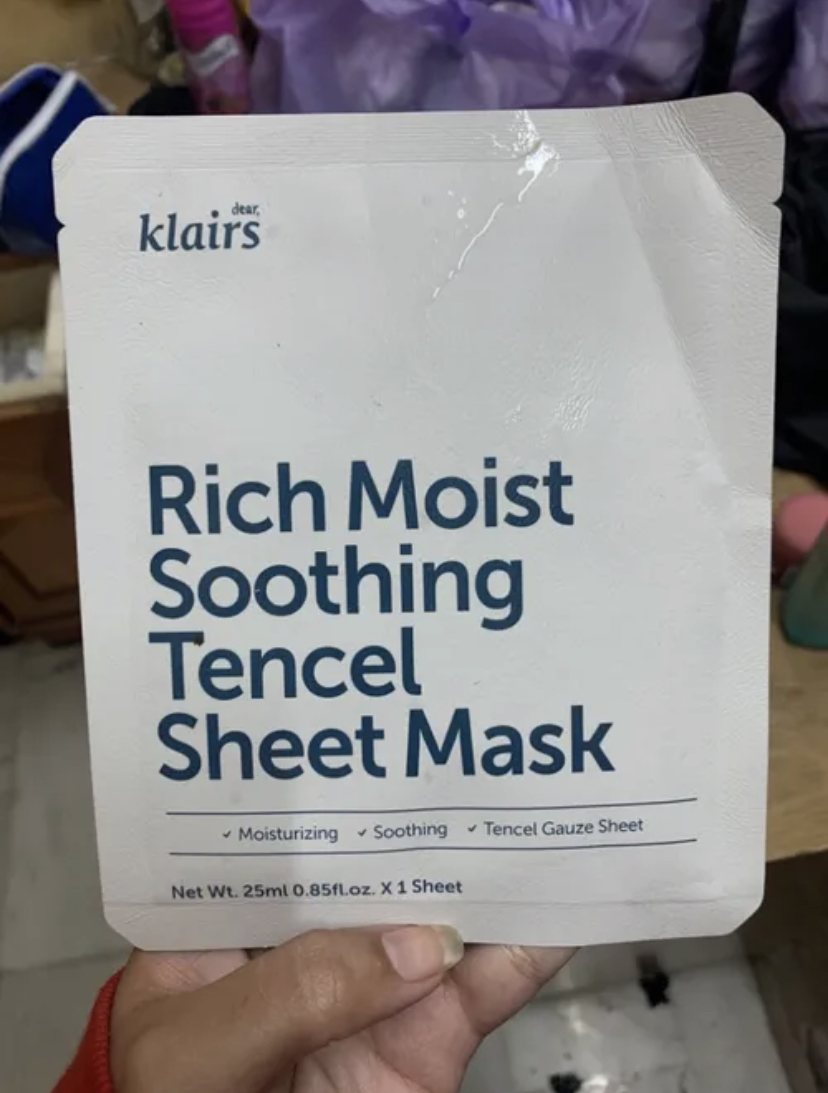 dear,
klairs
Rich Moist
Soothing
Tencel
Sheet Mask
✓ Moisturizing ✓ Soothing ✓ Tencel Gauze Sheet
Net Wt. 25ml 0.85fl.oz. X 1 Sheet